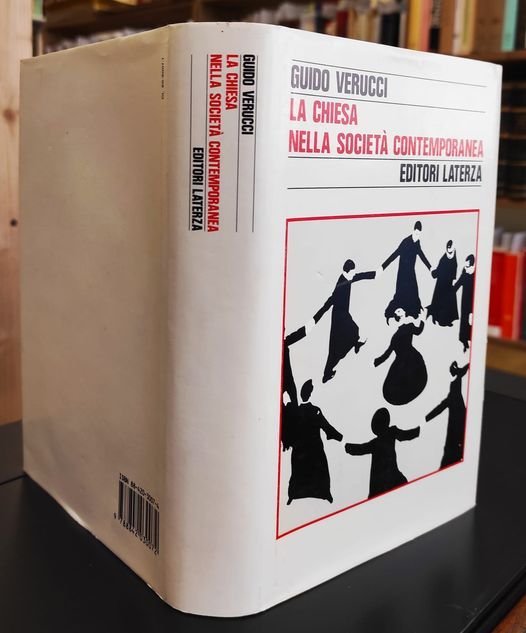 GUIDO VERUCCI
LA CHIESA
NELLA SOCIETÀ CONTEMPORANEA
EDITORI LATERZA
GUIDO VERUCCI
LA CHIESA
NELLA SOCIETÀ CONTEMPORANEA
EDITORI LATERZA